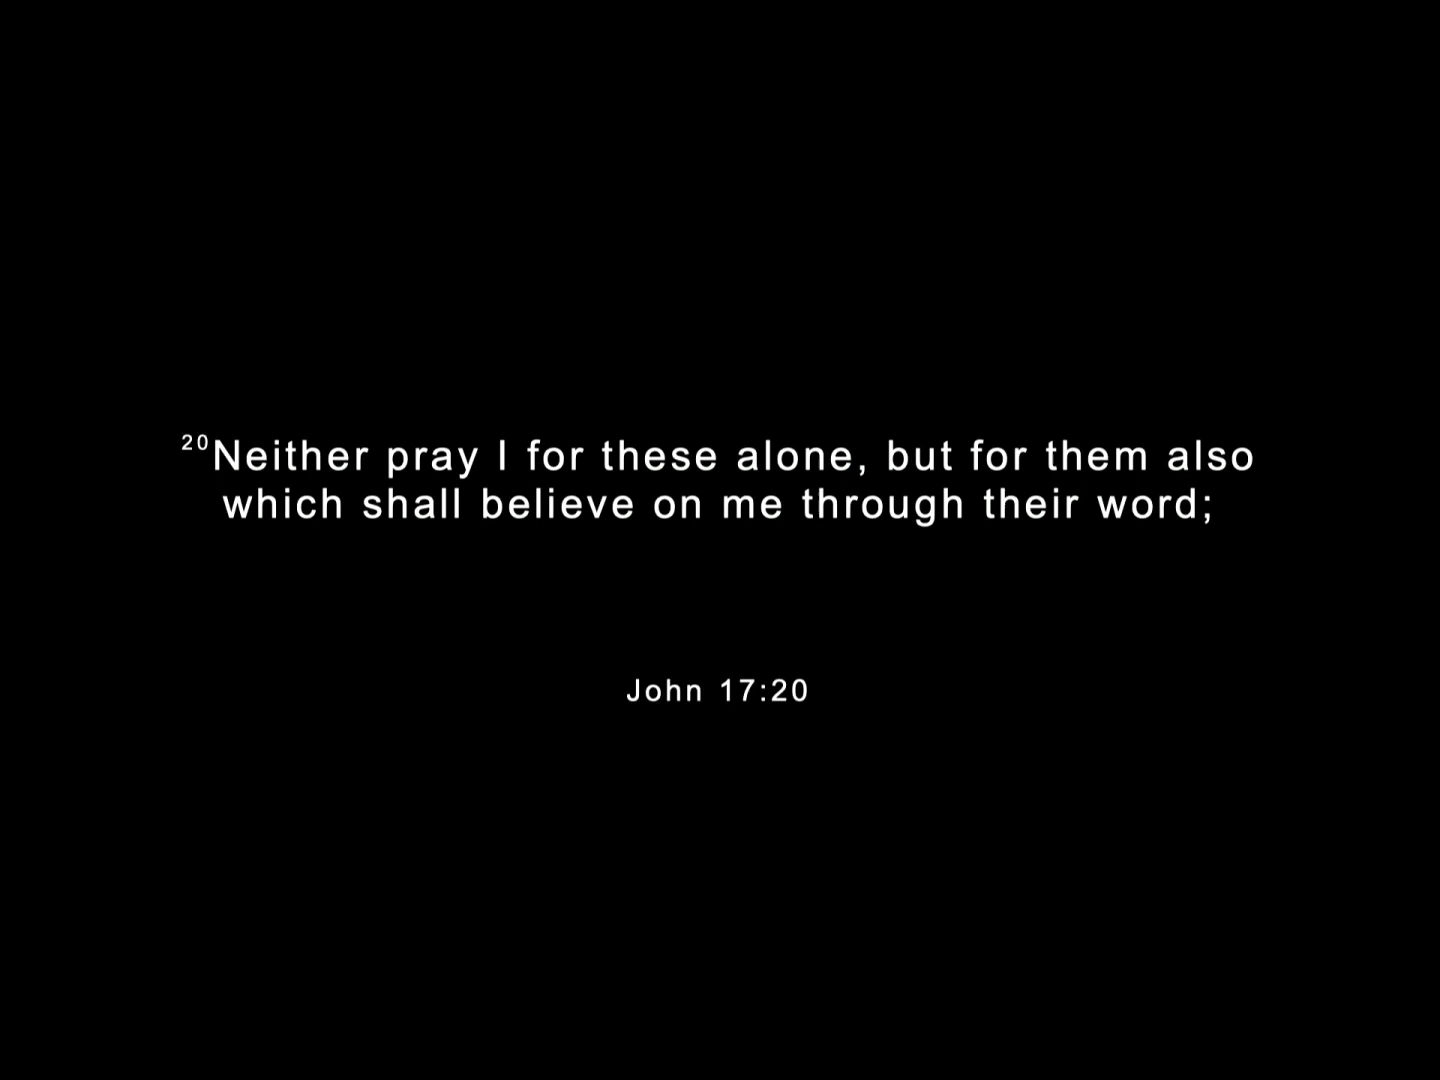 20Neither pray I for these alone, but for them also
which shall believe on me through their word;
John 17:20